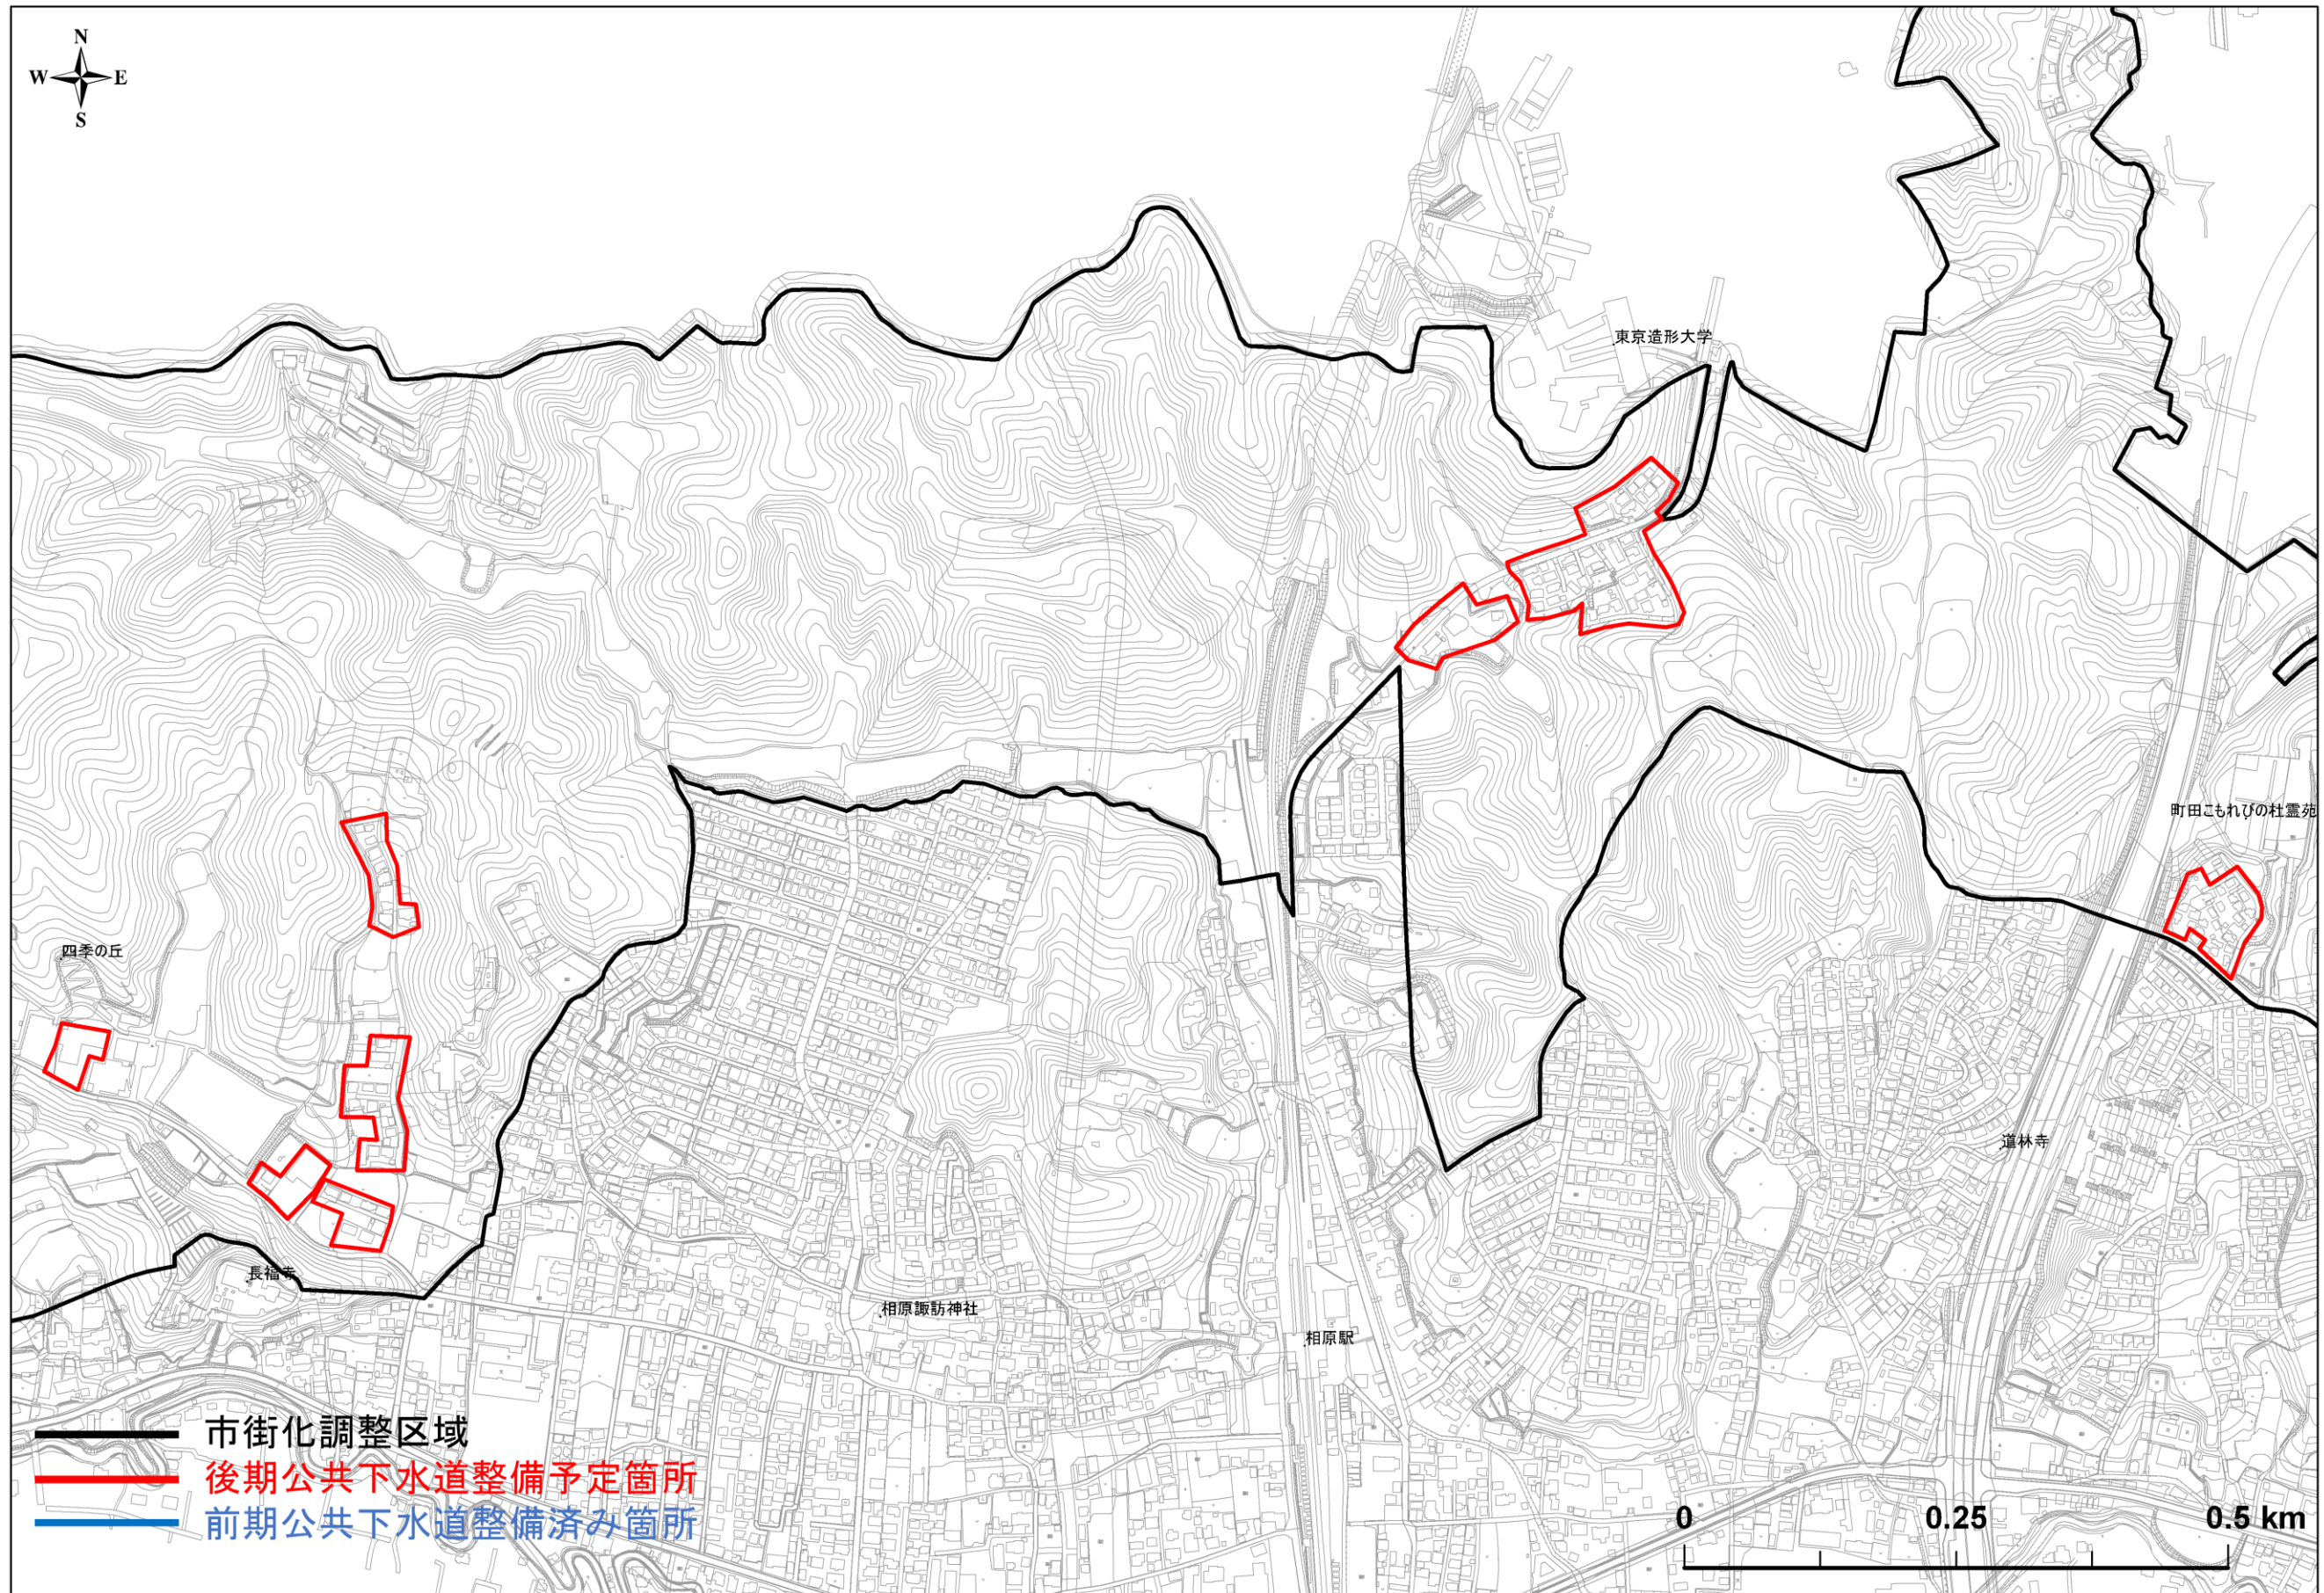 N
W E
S
東京造形大学
町田こもれびの杜霊苑
四季の丘
道林寺
長福寺
相原諏訪神社
相原駅
市街化調整区域
後期公共下水道整備予定箇所
前期公共下水道整備済み箇所
0 0.25 0.5 km